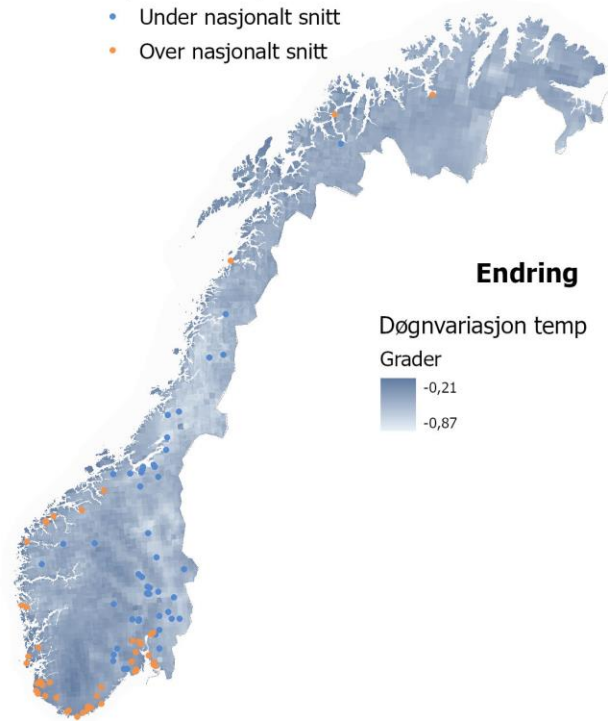 Under nasjonalt snitt
Over nasjonalt snitt
Endring
Døgnvariasjon temp
Grader
-0,21
-0,87